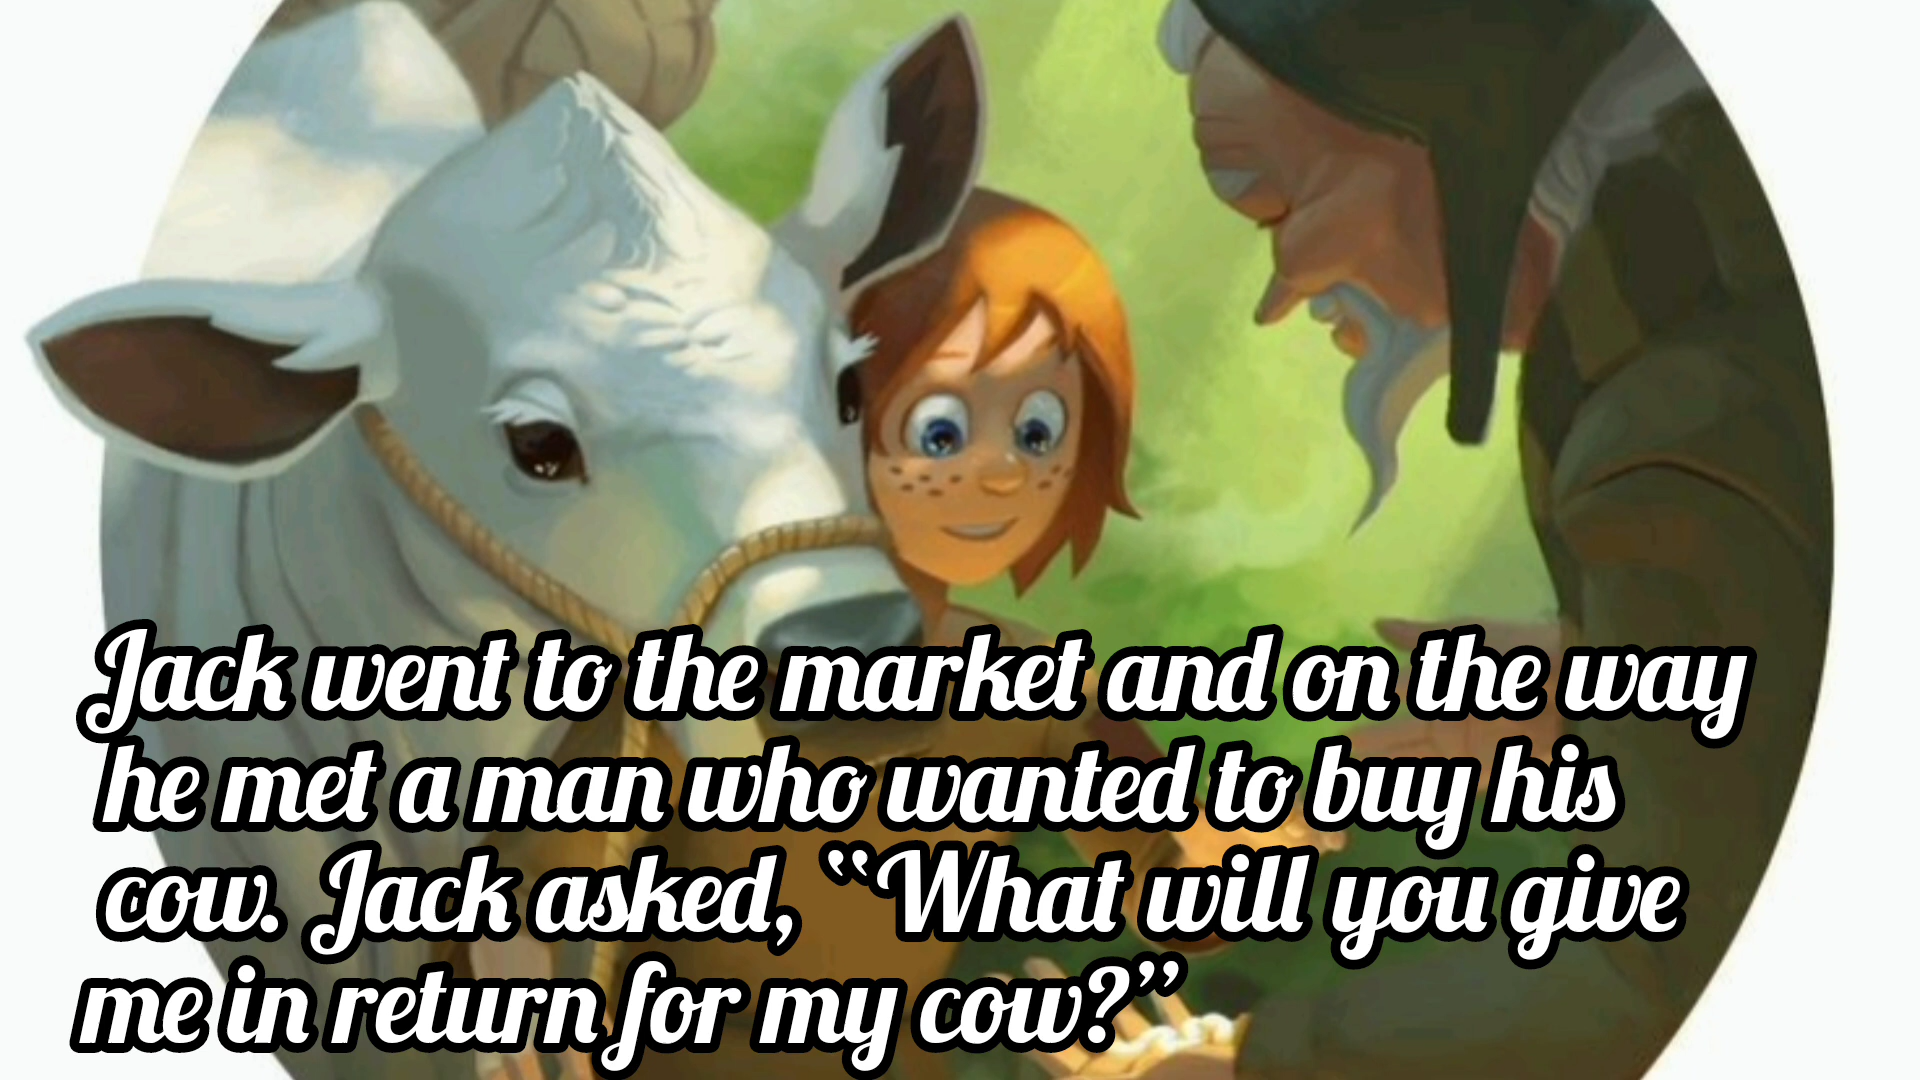 Jack went to the market and on the way
he met a man who wanted to buy his
cow. Jack asked, “What will you give
me in return for my cow?”